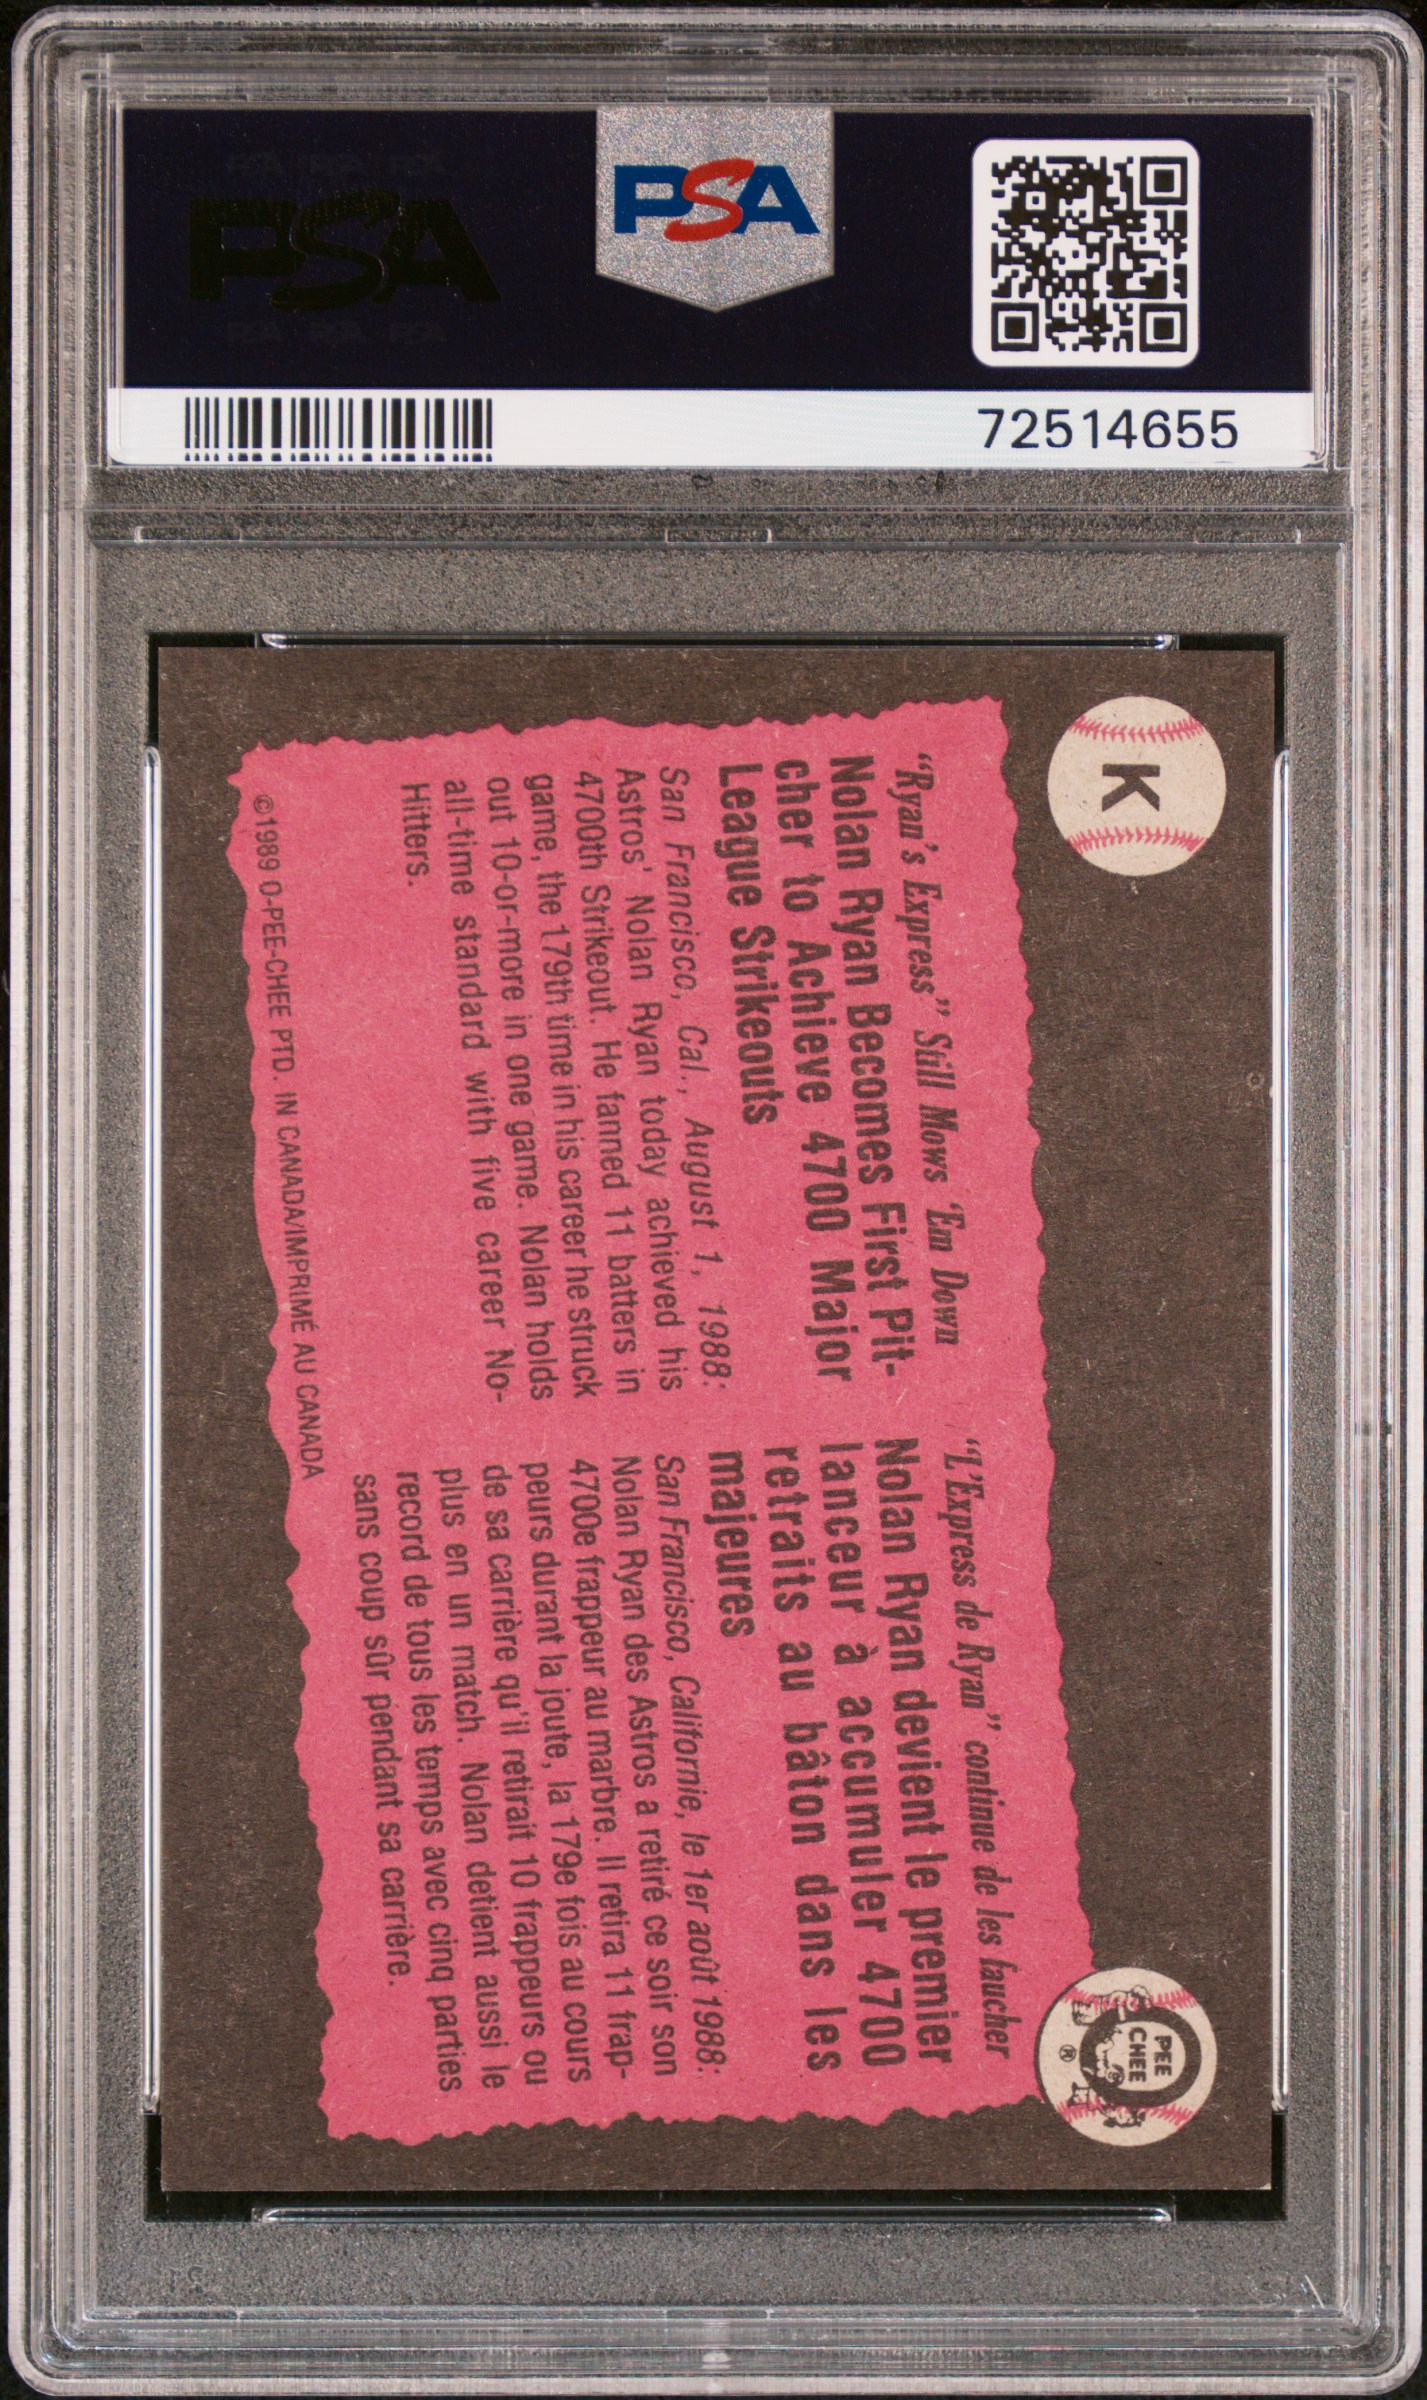 PSA
PSA
72514655
K
"Ryan's Express" Still Mows 'Em Down
Nolan Ryan Becomes First Pit-
cher to Achieve 4700 Major
League Strikeouts
San Francisco, Cal., August 1, 1988:
Astros' Nolan Ryan today achieved his
4700th Strikeout. He fanned 11 batters in
game, the 179th time in his career he struck
out 10-or-more in one game. Nolan holds
all-time standard with five career No-
Hitters.
"L'Express de Ryan" continue de les faucher
Nolan Ryan devient le premier
lanceur à accumuler 4700
retraits au bâton dans les
majeures
San Francisco, Californie, le 1er août 1988:
Nolan Ryan des Astros a retiré ce soir son
4700e frappeur au marbre. Il retira 11 frap-
peurs durant la joute, la 179e fois au cours
de sa carrière qu'il retirait 10 frappeurs ou
plus en un match. Nolan detient aussi le
record de tous les temps avec cinq parties
sans coup sûr pendant sa carrière.
©1989 O-PEE-CHEE PTD. IN CANADA/IMPRIMÉ AU CANADA
O
PEE
CHEE
®